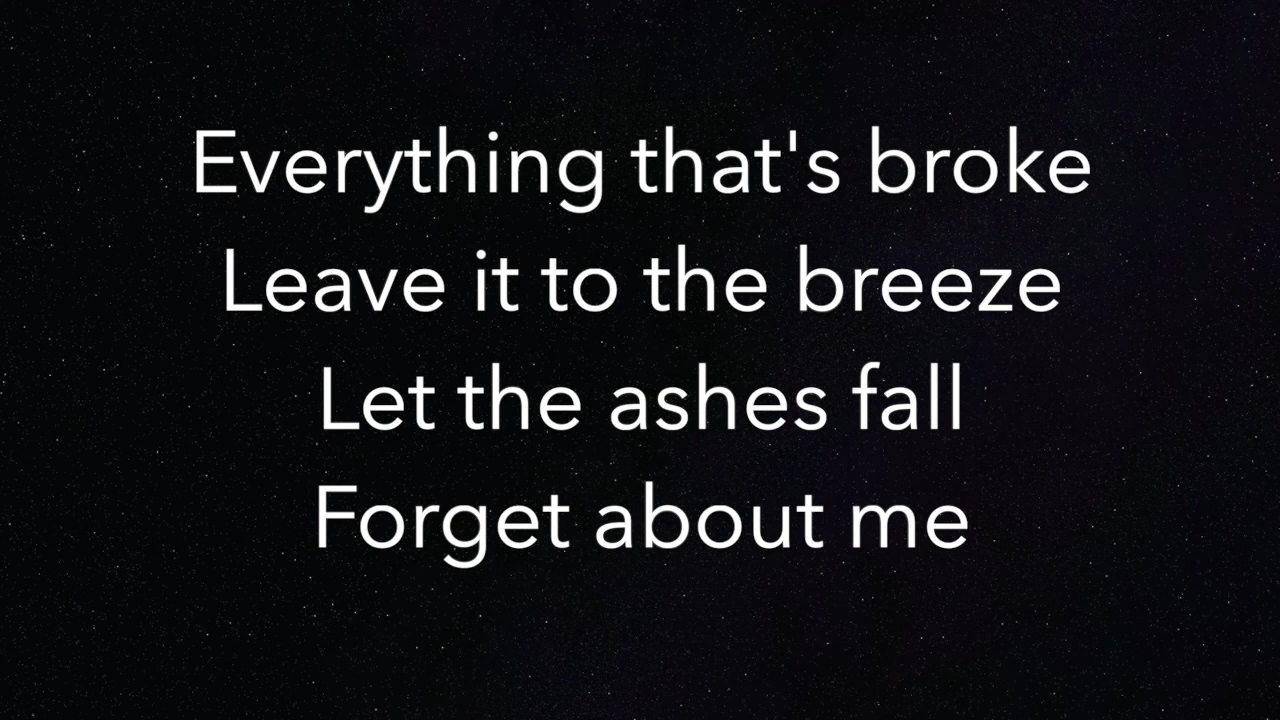 Everything that's broke
Leave it to the breeze
Let the ashes fall
Forget about me